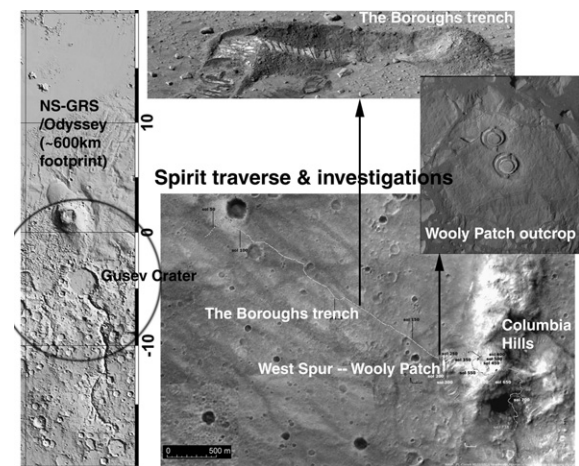 The Boroughs trench
NS-GRS
/Odyssey
(~600km
footprint)
10
Spirit traverse & investigations
Wooly Patch outcrop
0
Gusev Crater
The Boroughs trench
Columbia
Hills
-10
West Spur -- Wooly Patch
0
500 m